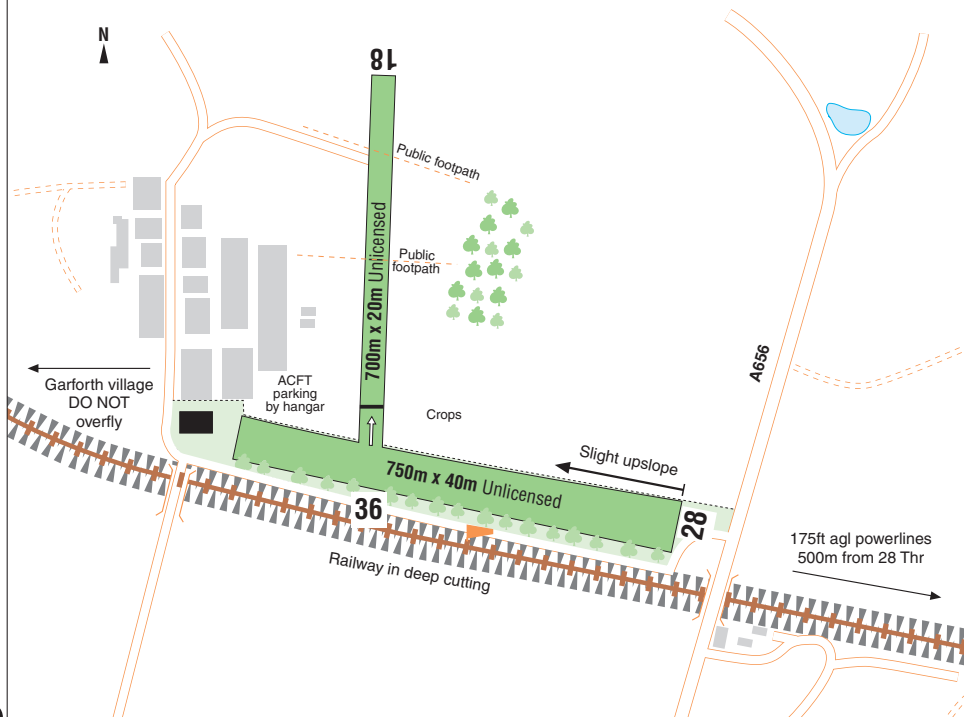 N
18
Public footpath
Public
footpath
700m x 20m Unlicensed
A656
Garforth village
DO NOT
overfly
ACFT
parking
by hangar
Crops
Slight upslope
750m x 40m Unlicensed
36
28
175ft agl powerlines
500m from 28 Thr
Railway in deep cutting